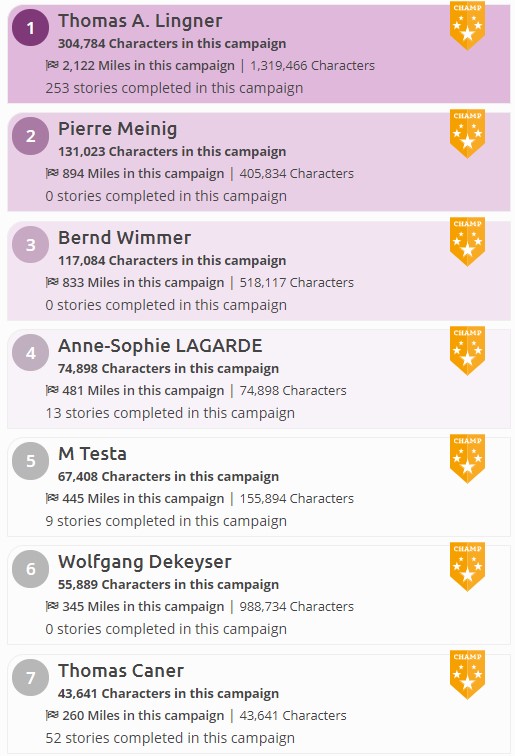 1
Thomas A. Lingner
CHAMP
304,784 Characters in this campaign
2,122 Miles in this campaign | 1,319,466 Characters
253 stories completed in this campaign
2
Pierre Meinig
CHAMP
131,023 Characters in this campaign
894 Miles in this campaign | 405,834 Characters
0 stories completed in this campaign
3
Bernd Wimmer
CHAMP
117,084 Characters in this campaign
833 Miles in this campaign | 518,117 Characters
0 stories completed in this campaign
4
Anne-Sophie LAGARDE
CHAMP
74,898 Characters in this campaign
481 Miles in this campaign | 74,898 Characters
13 stories completed in this campaign
5
M Testa
CHAMP
67,408 Characters in this campaign
445 Miles in this campaign | 155,894 Characters
9 stories completed in this campaign
6
Wolfgang Dekeyser
CHAMP
55,889 Characters in this campaign
345 Miles in this campaign | 988,734 Characters
0 stories completed in this campaign
7
Thomas Caner
CHAMP
43,641 Characters in this campaign
260 Miles in this campaign | 43,641 Characters
52 stories completed in this campaign